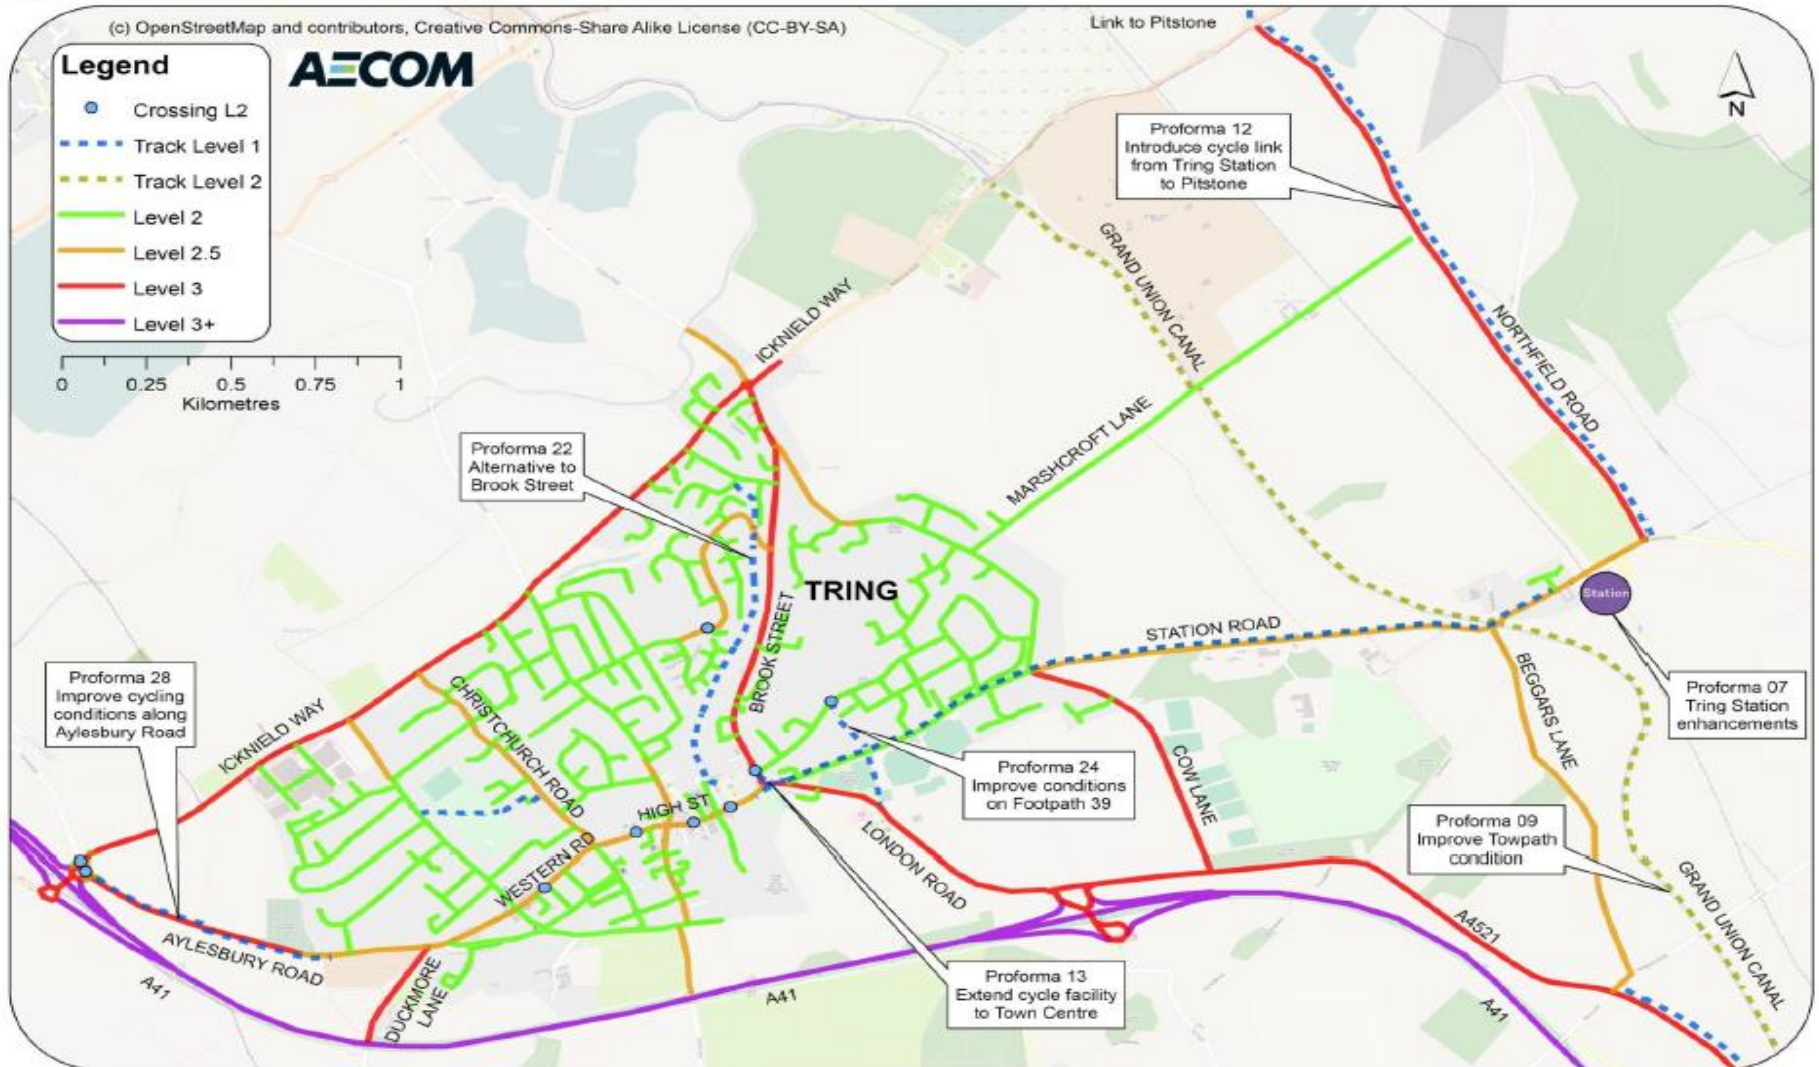 (c) OpenStreetMap and contributors, Creative Commons-Share Alike License (CC-BY-SA)
Link to Pitstone
Legend
AECOM
Crossing L2
Track Level 1
Track Level 2
Level 2
Level 2.5
Level 3
Level 3+
0 0.25 0.5 0.75 1
Kilometres
N
Proforma 12
Introduce cycle link
from Tring Station
to Pitstone
GRAND UNION CANAL
ICKNIELD WAY
NORTHFIELD ROAD
MARSHCROFT LANE
Proforma 22
Alternative to
Brook Street
TRING
BROOK STREET
STATION ROAD
Station
BEGGARS LANE
Proforma 07
Tring Station
enhancements
Proforma 28
Improve cycling
conditions along
Aylesbury Road
ICKNIELD WAY
CHRISTCHURCH ROAD
HIGH ST
WESTERN RD
Proforma 24
Improve conditions
on Footpath 39
COW LANE
LONDON ROAD
Proforma 09
Improve Towpath
condition
GRAND UNION CANAL
A4521
AYLESBURY ROAD
A41
DUCKMORE
LANE
A41
Proforma 13
Extend cycle facility
to Town Centre
A41